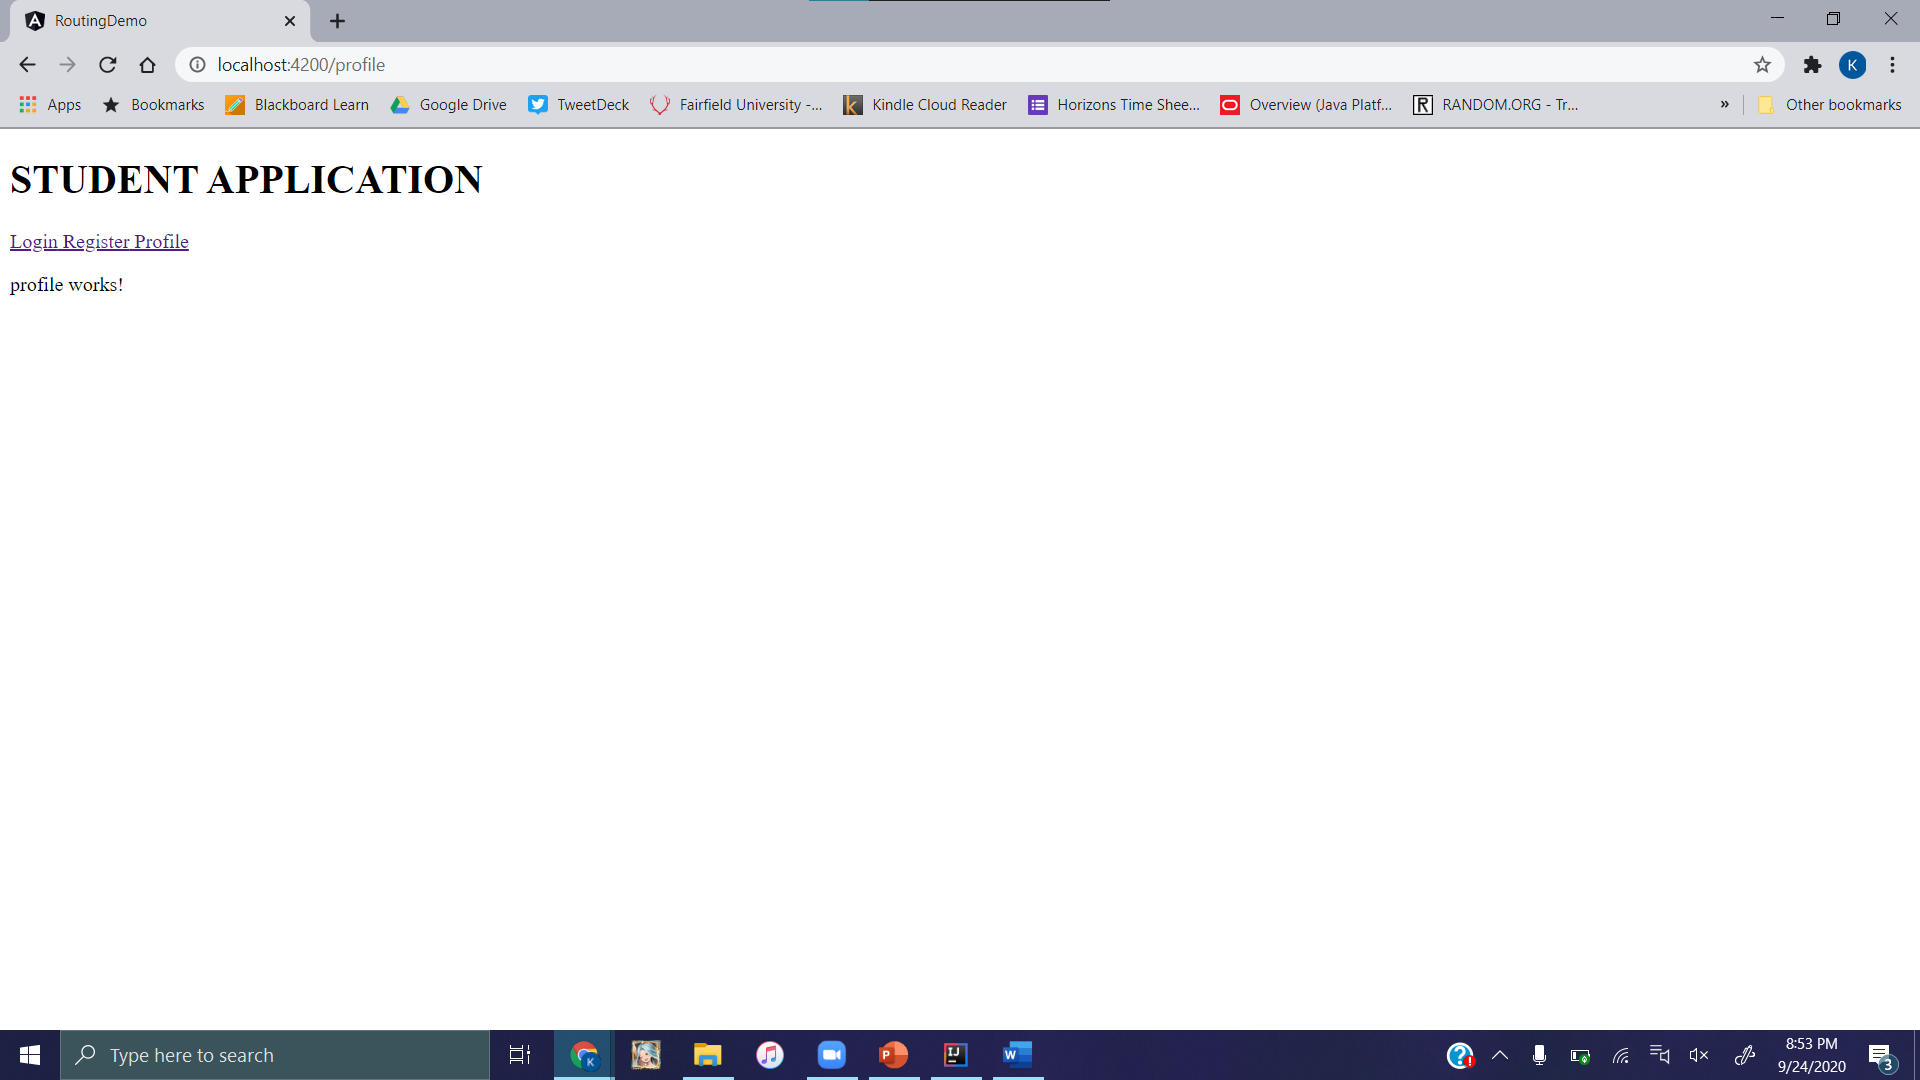 RoutingDemo
localhost:4200/profile
K
Apps Bookmarks Blackboard Learn Google Drive TweetDeck Fairfield University -... Kindle Cloud Reader Horizons Time Shee... Overview (Java Platf... RANDOM.ORG - Tr... » Other bookmarks
STUDENT APPLICATION
Login Register Profile
profile works!
Type here to search
8:53 PM
9/24/2020
3